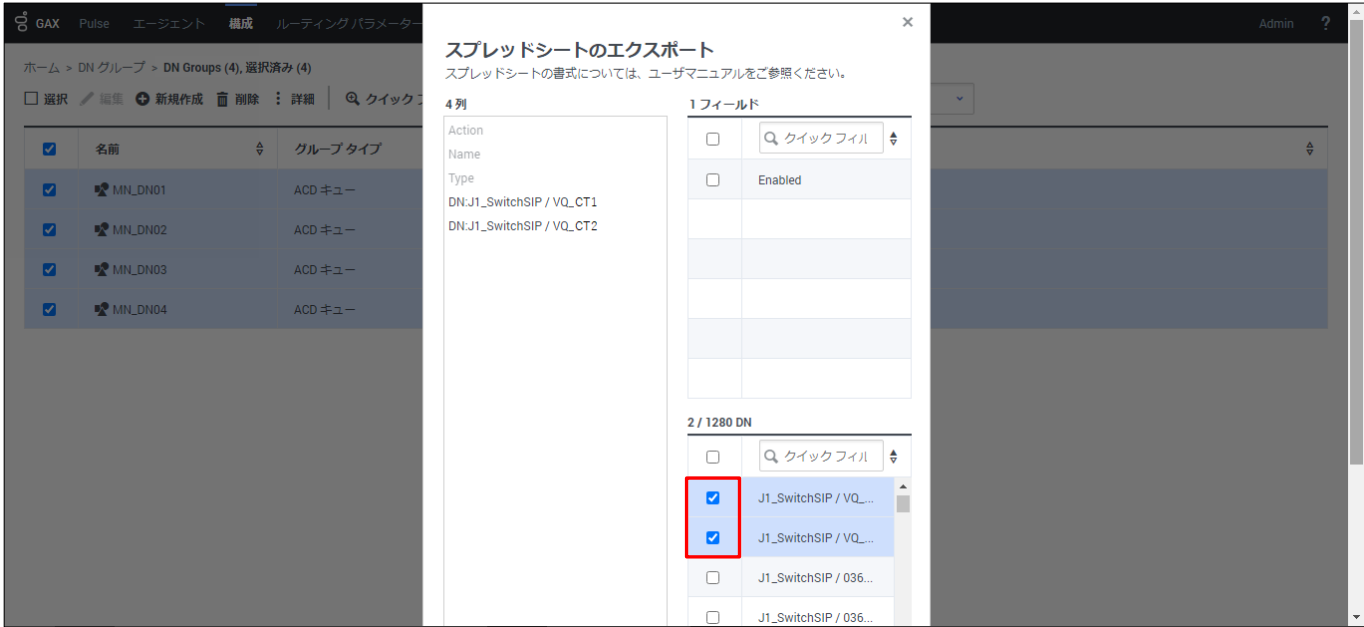 GAX Pulse エージェント 構成 ルーティング パラメーター Admin ?
ホーム > DN グループ > DN Groups (4), 選択済み (4)
選択 編集 新規作成 削除 詳細 クイック フ
名前 グループ タイプ
MN_DN01 ACD キュー
MN_DN02 ACD キュー
MN_DN03 ACD キュー
MN_DN04 ACD キュー
×
スプレッドシートのエクスポート
スプレッドシートの書式については、ユーザマニュアルをご参照ください。
4 列
Action
Name
Type
DN:J1_SwitchSIP / VQ_CT1
DN:J1_SwitchSIP / VQ_CT2
1 フィールド
クイック フィル
Enabled
2 / 1280 DN
クイック フィル
J1_SwitchSIP / VQ_...
J1_SwitchSIP / VQ_...
J1_SwitchSIP / 036...
J1_SwitchSIP / 036...